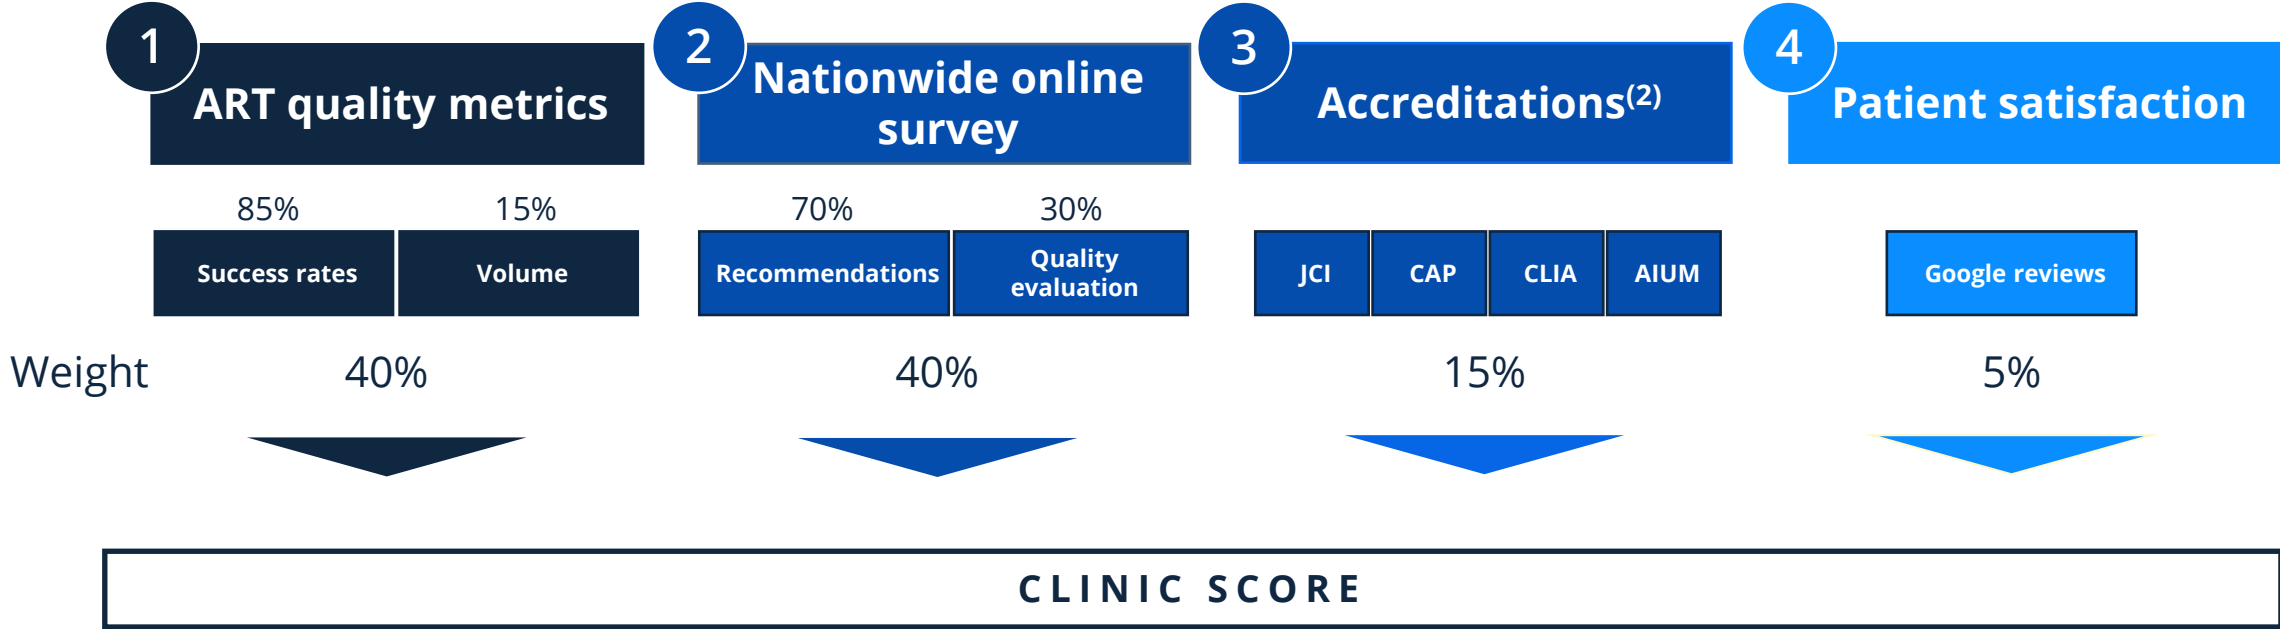 1
ART quality metrics
2
Nationwide online
survey
3
Accreditations(2)
4
Patient satisfaction
85%
15%
70%
30%
Success rates
Volume
Recommendations
Quality
evaluation
JCI
CAP
CLIA
AIUM
Google reviews
Weight
40%
40%
15%
5%
CLINIC SCORE